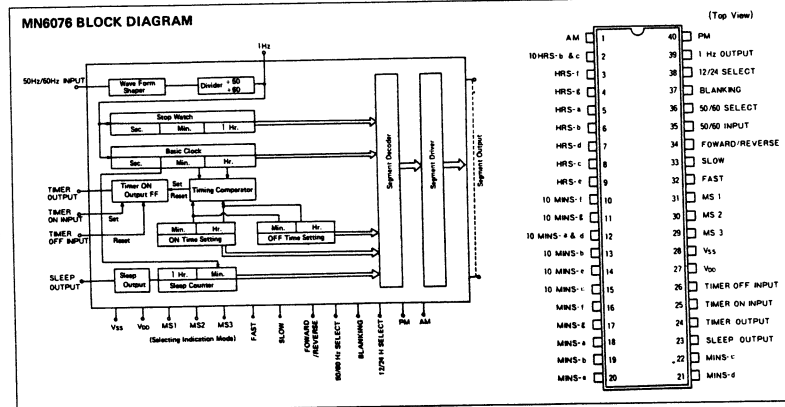 MN6076 BLOCK DIAGRAM
1Hz
50Hz/60Hz INPUT
Wave Form
Shaper
Divider ÷50
÷60
Stop Watch
Sec. Min. 1 Hr.
Basic Clock
Sec. Min. Hr.
TIMER
OUTPUT
Timer ON
Output FF
Set
Reset
Timing Comparator
TIMER
ON INPUT
Set
TIMER
OFF INPUT
Reset
Min. Hr.
ON Time Setting
Min. Hr.
OFF Time Setting
SLEEP
OUTPUT
Sleep
Output
1 Hr. Min.
Sleep Counter
Segment Decoder
Segment Driver
Segment Output
Vss
VDD
MS1
MS2
MS3
(Selecting Indication Mode)
FAST
SLOW
FOWARD
/REVERSE
50/60 Hz SELECT
BLANKING
12/24 H SELECT
PM
AM
(Top View)
AM 1
10HRS-b & c 2
HRS-f 3
HRS-g 4
HRS-a 5
HRS-b 6
HRS-d 7
HRS-c 8
HRS-e 9
10 MINS-f 10
10 MINS-g 11
10 MINS-a & d 12
10 MINS-b 13
10 MINS-e 14
10 MINS-c 15
MINS-f 16
MINS-g 17
MINS-a 18
MINS-b 19
MINS-e 20
40 PM
39 1 Hz OUTPUT
38 12/24 SELECT
37 BLANKING
36 50/60 SELECT
35 50/60 INPUT
34 FOWARD/REVERSE
33 SLOW
32 FAST
31 MS 1
30 MS 2
29 MS 3
28 Vss
27 VDD
26 TIMER OFF INPUT
25 TIMER ON INPUT
24 TIMER OUTPUT
23 SLEEP OUTPUT
22 MINS-c
21 MINS-d